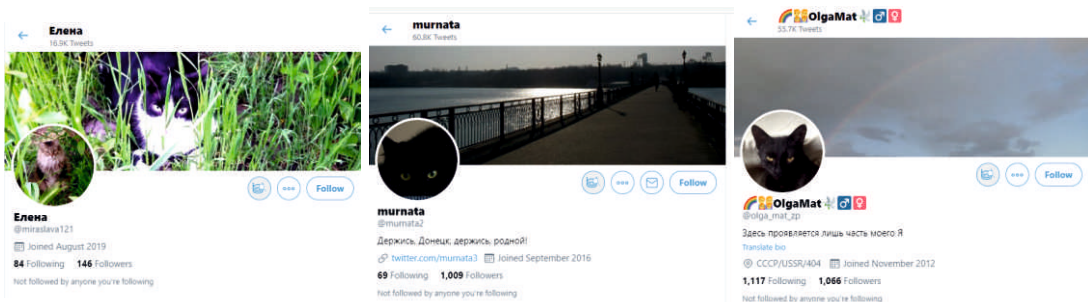 Елена
16.9K Tweets
Follow
Елена
@miraslava121
Joined August 2019
84 Following 146 Followers
Not followed by anyone you're following
murnata
60.8K Tweets
Follow
murnata
@murnata2
Держись, Донецк, держись, родной!
twitter.com/murnata3 Joined September 2016
69 Following 1,009 Followers
Not followed by anyone you're following
🌈👫OlgaMat🕊️♂️♀️
55.7K Tweets
Follow
🌈👫OlgaMat🕊️♂️♀️
@olga_mat_zp
Здесь проявляется лишь часть моего Я
Translate bio
СССР/USSR/404 Joined November 2012
1,117 Following 1,066 Followers
Not followed by anyone you're following